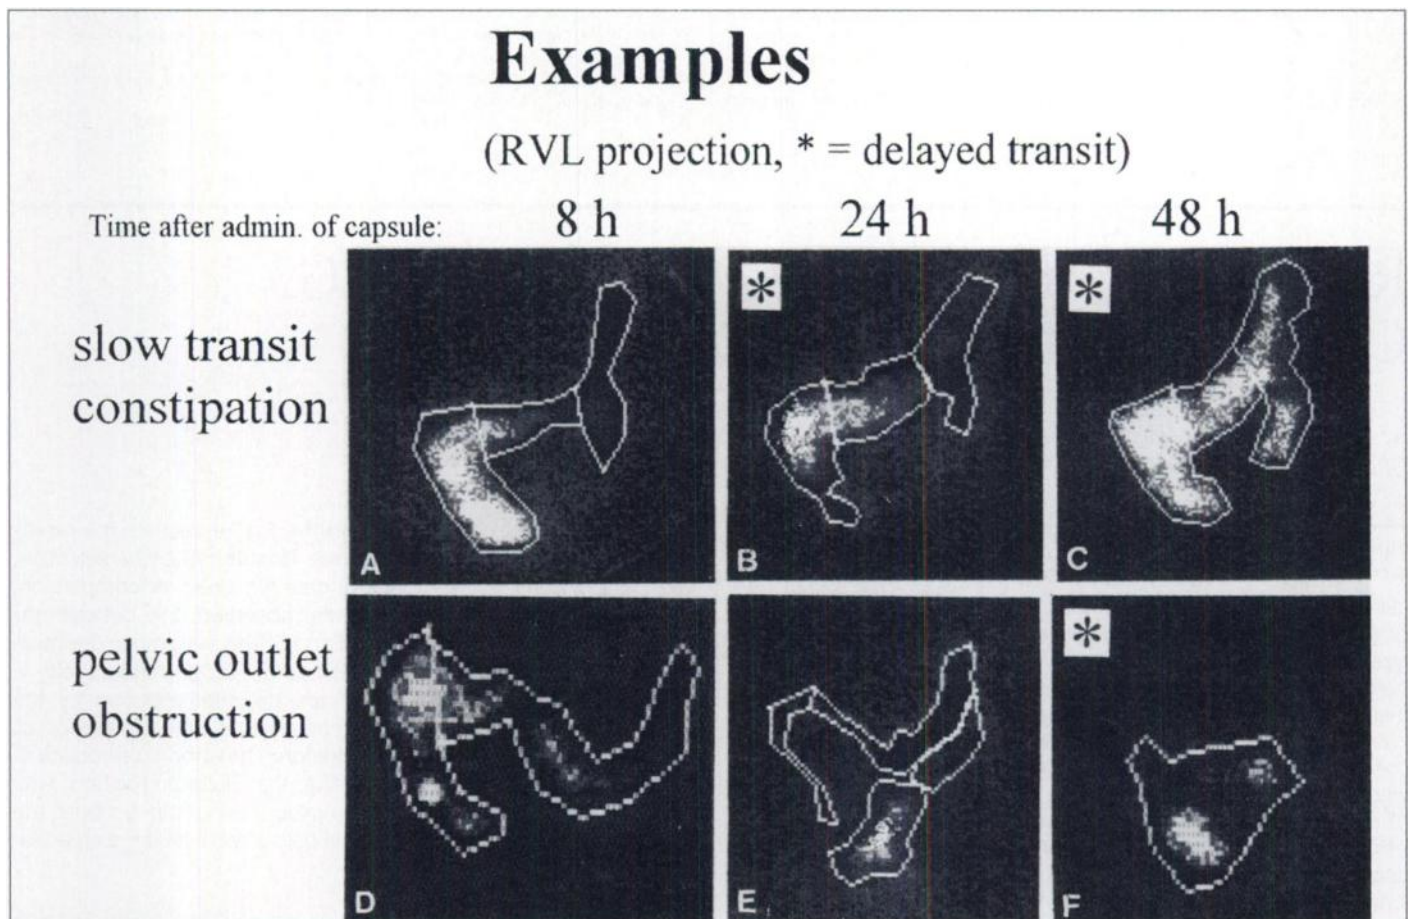 Examples
(RVL projection, * = delayed transit)
Time after admin. of capsule: 8 h 24 h 48 h
slow transit
constipation
* *
A B C
pelvic outlet
obstruction
*
D E F